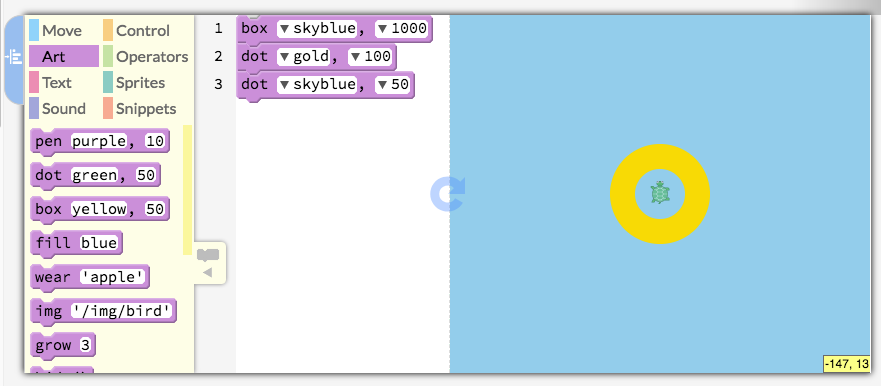 Move Control
Art Operators
Text Sprites
Sound Snippets
pen purple, 10
dot green, 50
box yellow, 50
fill blue
wear 'apple'
img '/img/bird'
grow 3
1 box ▼ skyblue, ▼ 1000
2 dot ▼ gold, ▼ 100
3 dot ▼ skyblue, ▼ 50
-147, 13